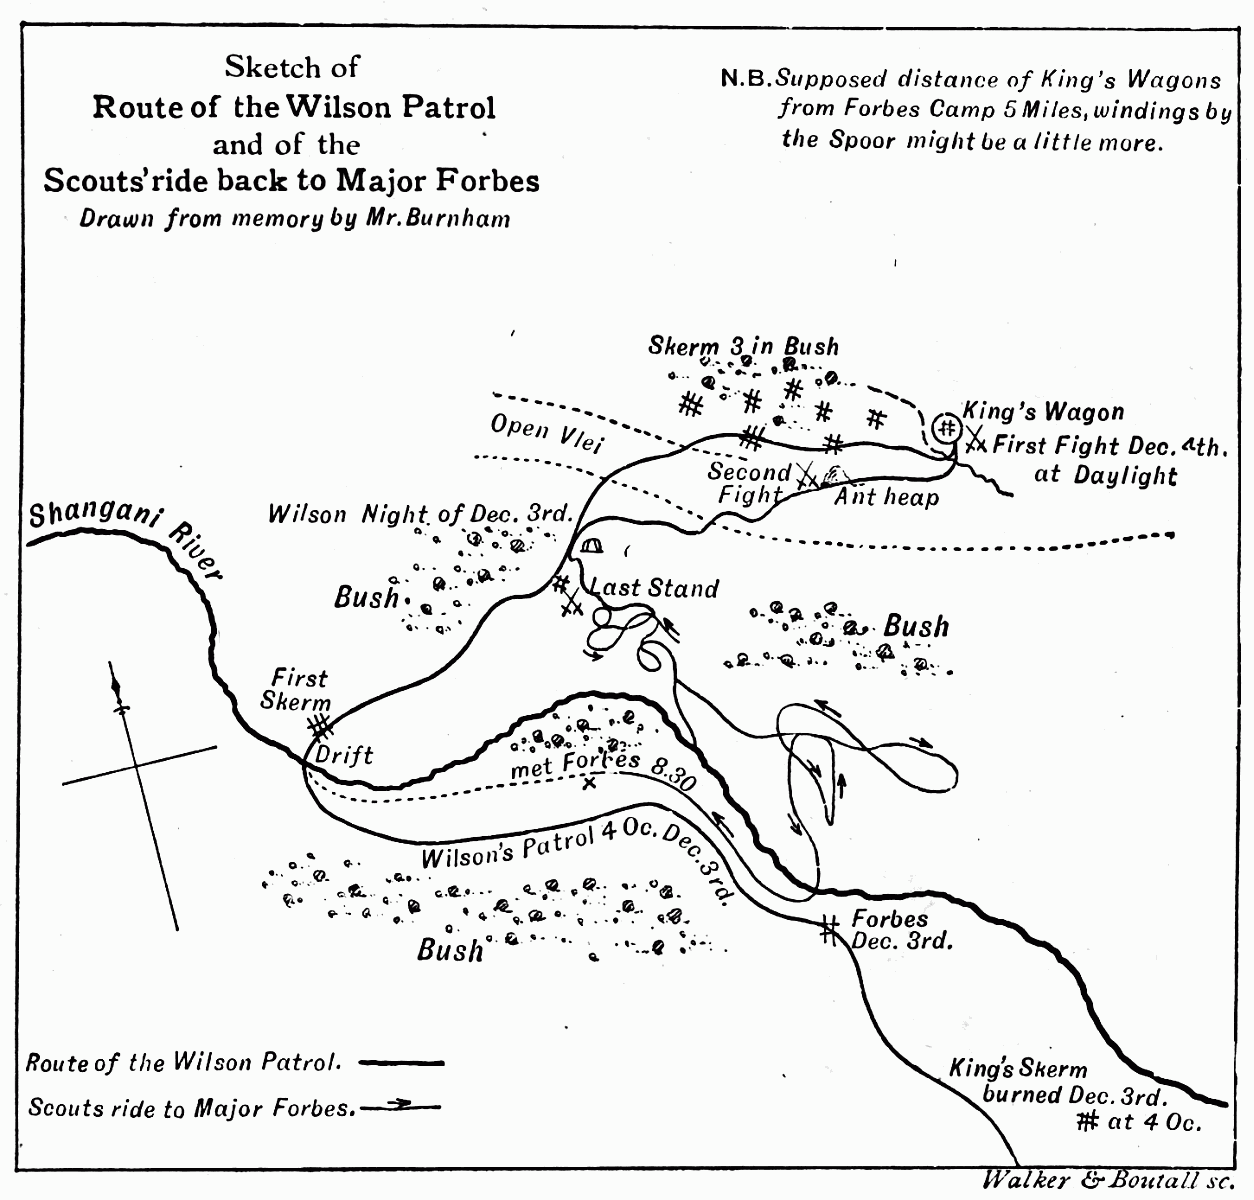 Sketch of
Route of the Wilson Patrol
and of the
Scouts' ride back to Major Forbes
Drawn from memory by Mr. Burnham
N.B. Supposed distance of King's Wagons
from Forbes Camp 5 Miles, windings by
the Spoor might be a little more.
Skerm 3 in Bush
King's Wagon
First Fight Dec. 4th.
at Daylight
Open Vlei
Second
Fight
Ant heap
Shangani River
Wilson Night of Dec. 3rd.
Bush
Last Stand
Bush
First
Skerm
Drift
met Forbes 8.30
Wilson's Patrol 4 Oc. Dec. 3rd.
Forbes
Dec. 3rd.
Bush
Route of the Wilson Patrol.
Scouts ride to Major Forbes.
King's Skerm
burned Dec. 3rd.
at 4 Oc.
Walker & Boutall sc.